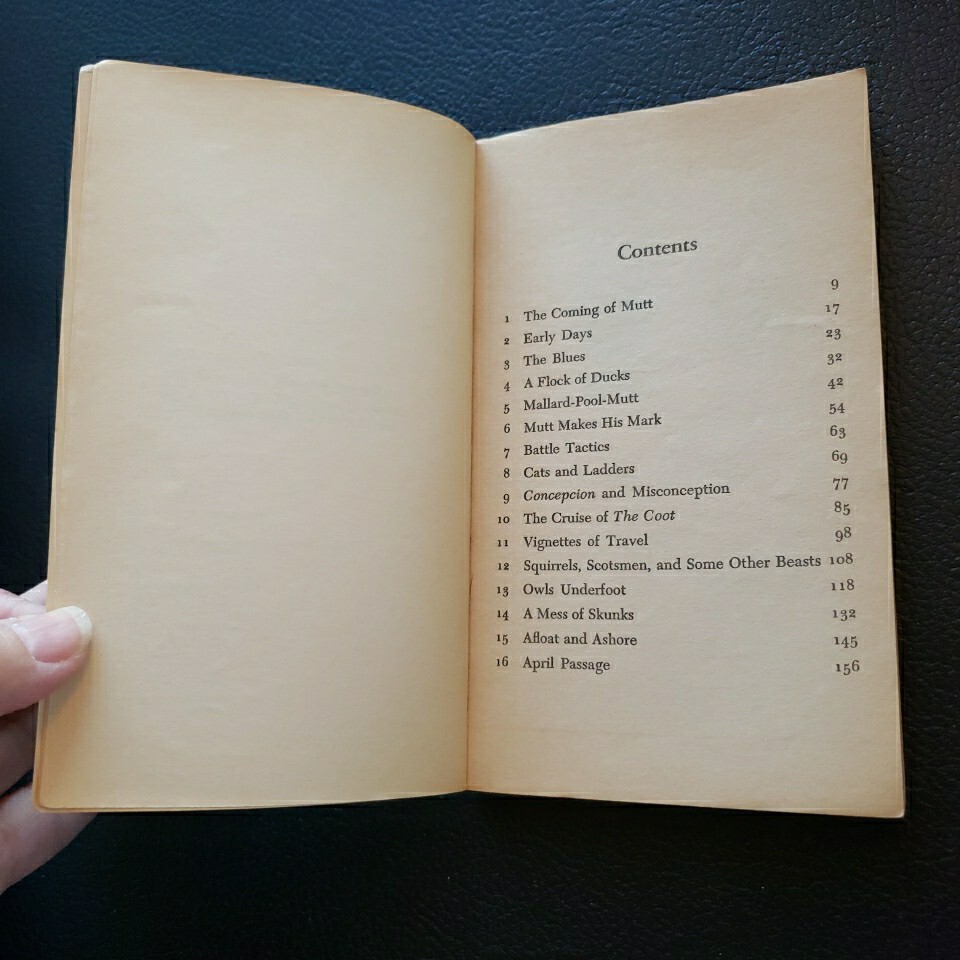 Contents
1 The Coming of Mutt 9
2 Early Days 17
3 The Blues 23
4 A Flock of Ducks 32
5 Mallard-Pool-Mutt 42
6 Mutt Makes His Mark 54
7 Battle Tactics 63
8 Cats and Ladders 69
9 Concepcion and Misconception 77
10 The Cruise of The Coot 85
11 Vignettes of Travel 98
12 Squirrels, Scotsmen, and Some Other Beasts 108
13 Owls Underfoot 118
14 A Mess of Skunks 132
15 Afloat and Ashore 145
16 April Passage 156